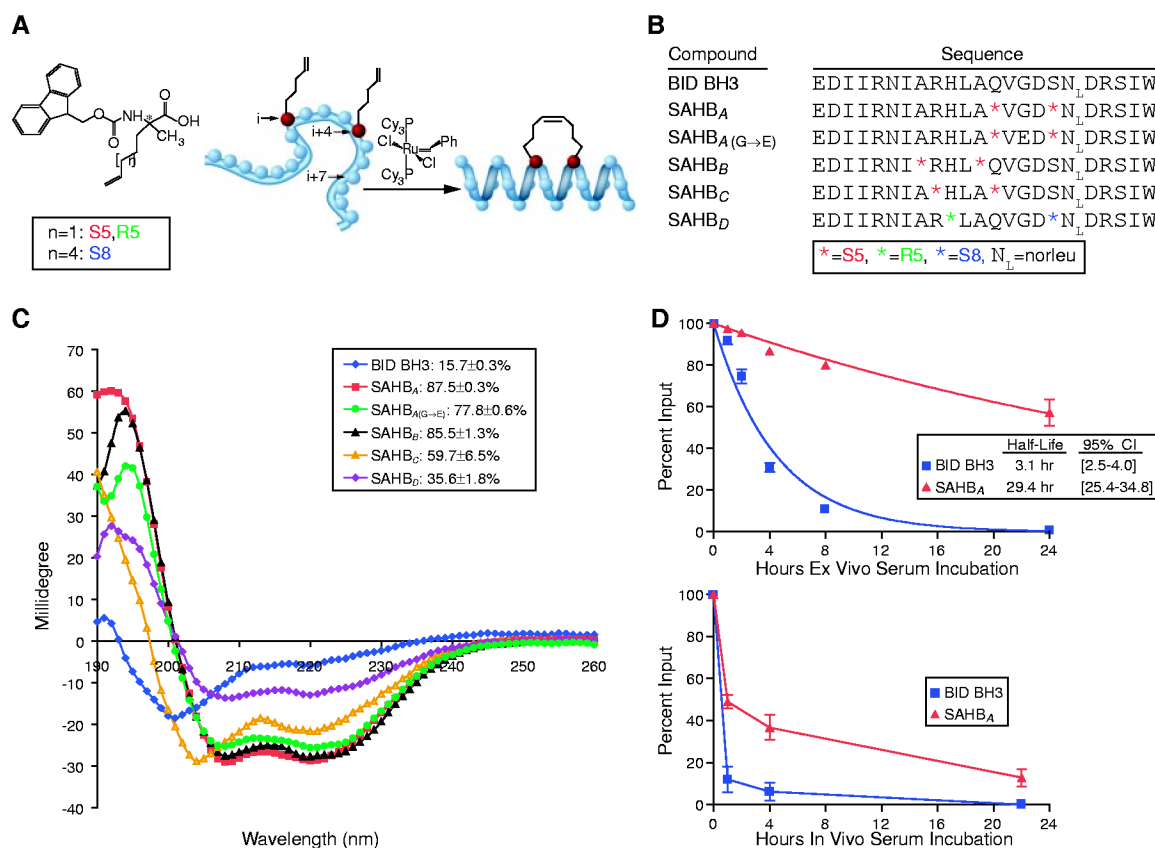 A
O
O
NH
O
*
OH
CH3
[ ]n
n=1: S5,R5
n=4: S8
i
i+4
i+7
Cy3P
Cl
Ru
Ph
Cl
Cy3P
B
Compound Sequence
BID BH3 EDIIRNIARHLAQVGDSNLDRSIW
SAHBA EDIIRNIARHLA*VGD*NLDRSIW
SAHBA(G→E) EDIIRNIARHLA*VED*NLDRSIW
SAHBB EDIIRNI*RHL*QVGDSNLDRSIW
SAHBC EDIIRNIA*HLA*VGDSNLDRSIW
SAHBD EDIIRNIAR*LAQVGD*NLDRSIW
*=S5, *=R5, *=S8, NL=norleu
C
BID BH3: 15.7±0.3%
SAHBA: 87.5±0.3%
SAHBA(G→E): 77.8±0.6%
SAHBB: 85.5±1.3%
SAHBC: 59.7±6.5%
SAHBD: 35.6±1.8%
Millidegree
70
60
50
40
30
20
10
0
-10
-20
-30
-40
190 200 210 220 230 240 250 260
Wavelength (nm)
D
Percent Input
100
80
60
40
20
0
Half-Life 95% CI
BID BH3 3.1 hr [2.5-4.0]
SAHBA 29.4 hr [25.4-34.8]
0 4 8 12 16 20 24
Hours Ex Vivo Serum Incubation
Percent Input
100
80
60
40
20
0
BID BH3
SAHBA
0 4 8 12 16 20 24
Hours In Vivo Serum Incubation